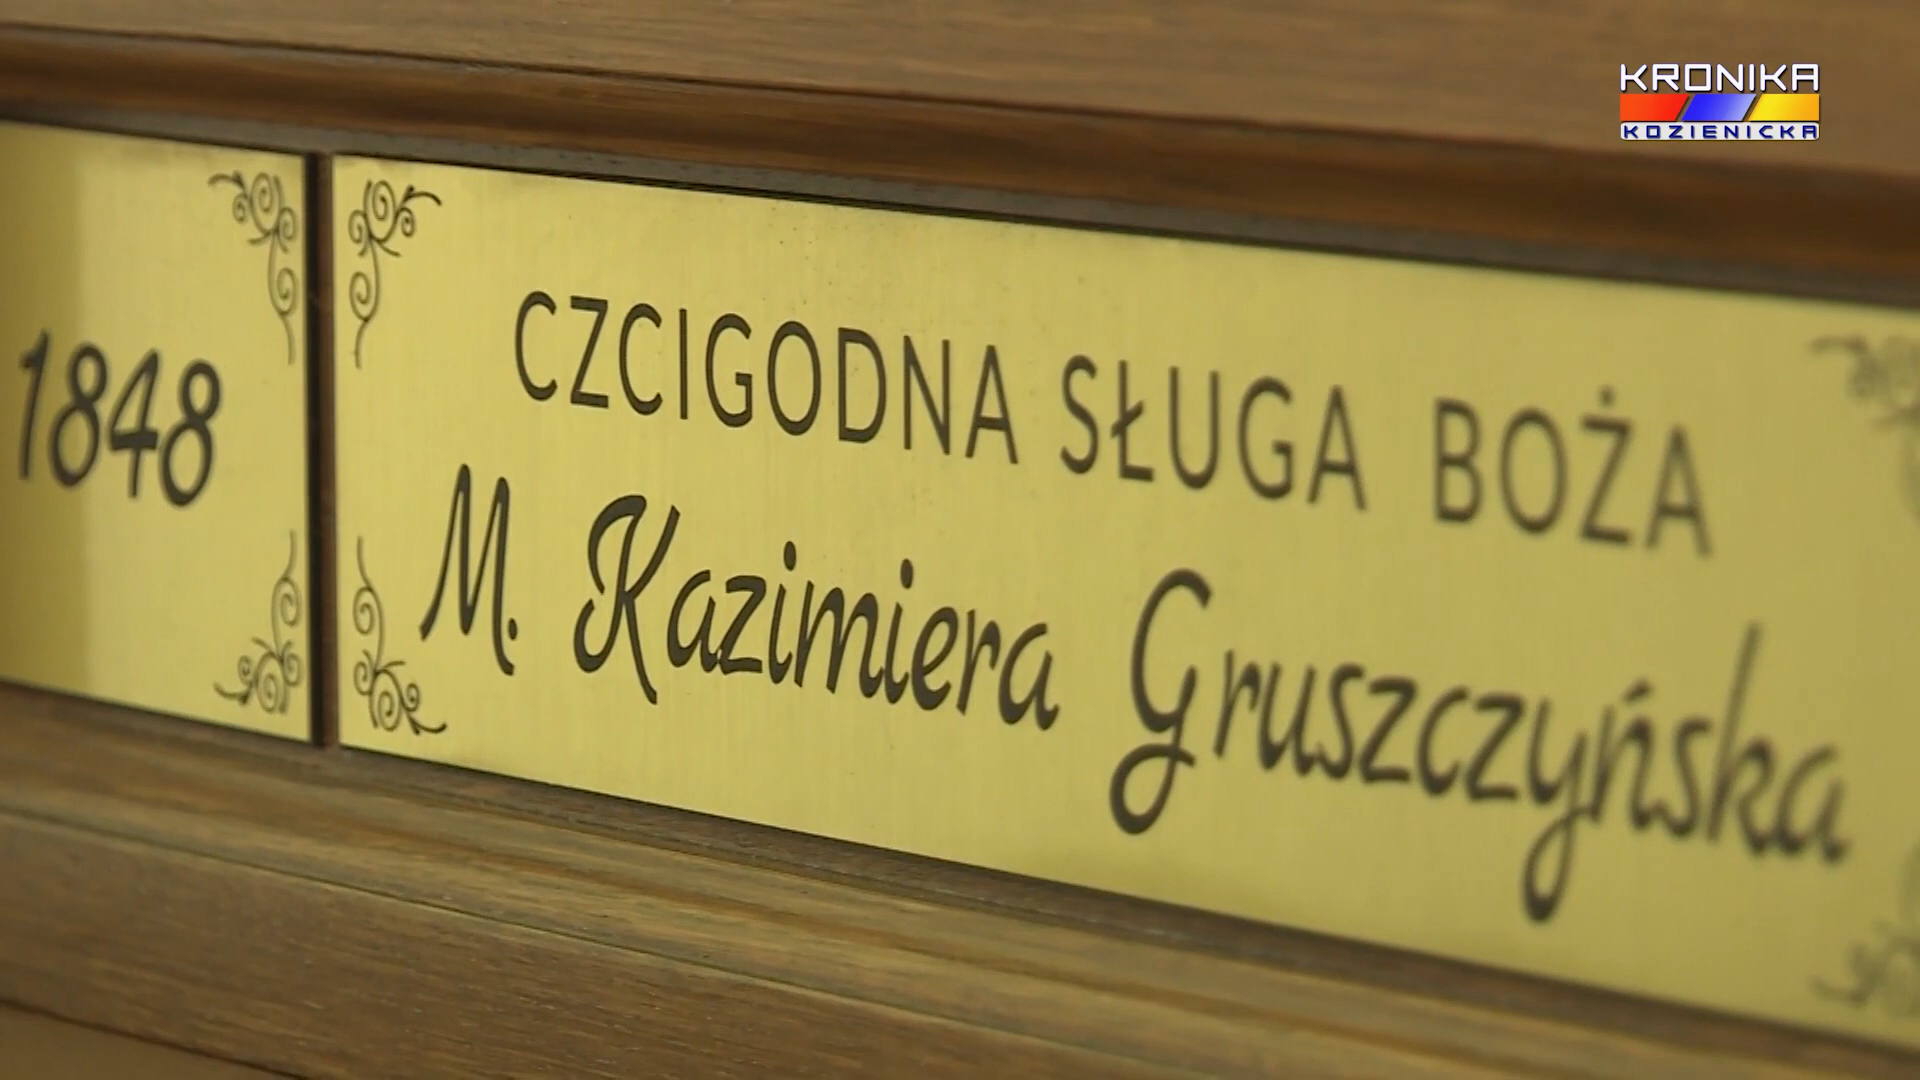 KRONIKA
KOZIENICKA
1848
CZCIGODNA SŁUGA BOŻA
M. Kazimiera Gruszczyńska